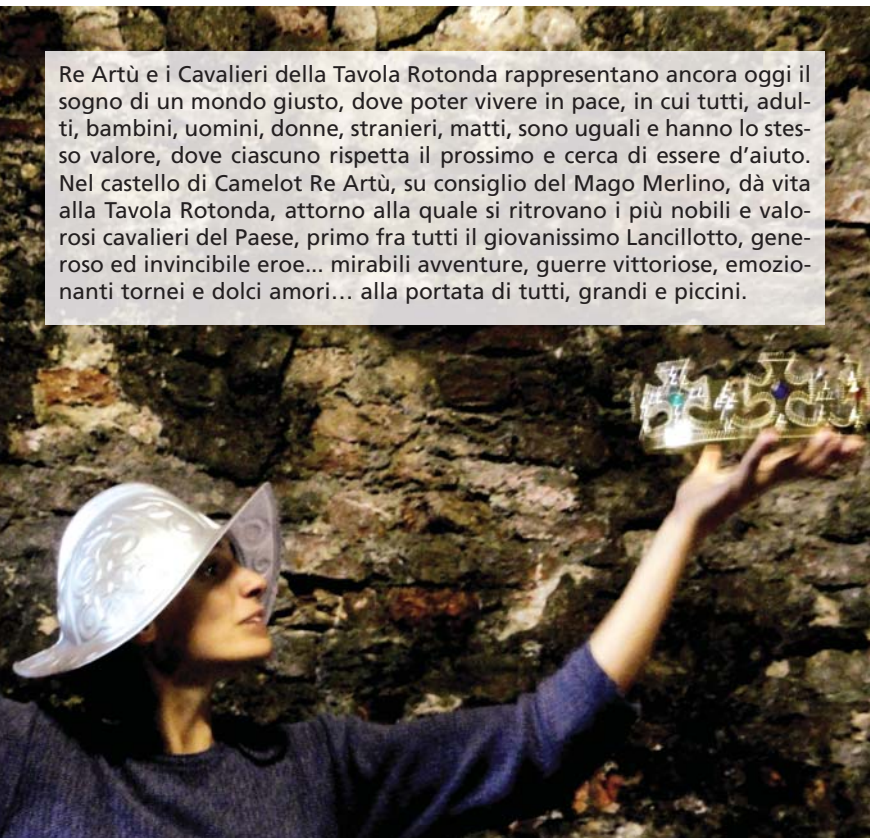 Re Artù e i Cavalieri della Tavola Rotonda rappresentano ancora oggi il
sogno di un mondo giusto, dove poter vivere in pace, in cui tutti, adul-
ti, bambini, uomini, donne, stranieri, matti, sono uguali e hanno lo stes-
so valore, dove ciascuno rispetta il prossimo e cerca di essere d’aiuto.
Nel castello di Camelot Re Artù, su consiglio del Mago Merlino, dà vita
alla Tavola Rotonda, attorno alla quale si ritrovano i più nobili e valo-
rosi cavalieri del Paese, primo fra tutti il giovanissimo Lancillotto, gene-
roso ed invincibile eroe... mirabili avventure, guerre vittoriose, emozio-
nanti tornei e dolci amori… alla portata di tutti, grandi e piccini.